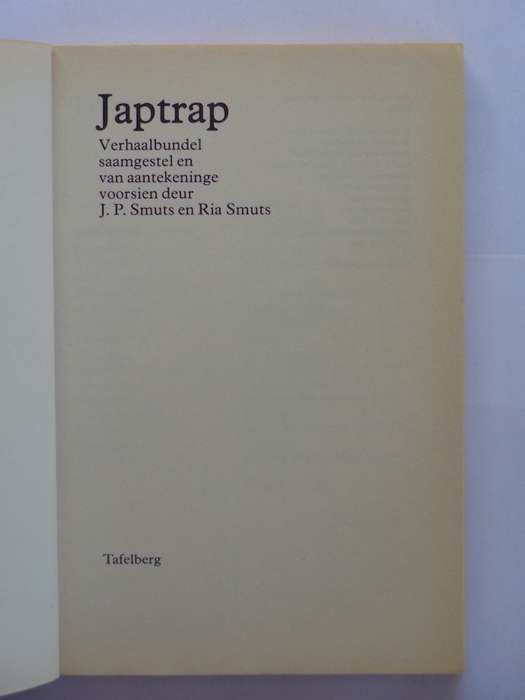 Japtrap
Verhaalbundel
saamgestel en
van aantekeninge
voorsien deur
J. P. Smuts en Ria Smuts
Tafelberg